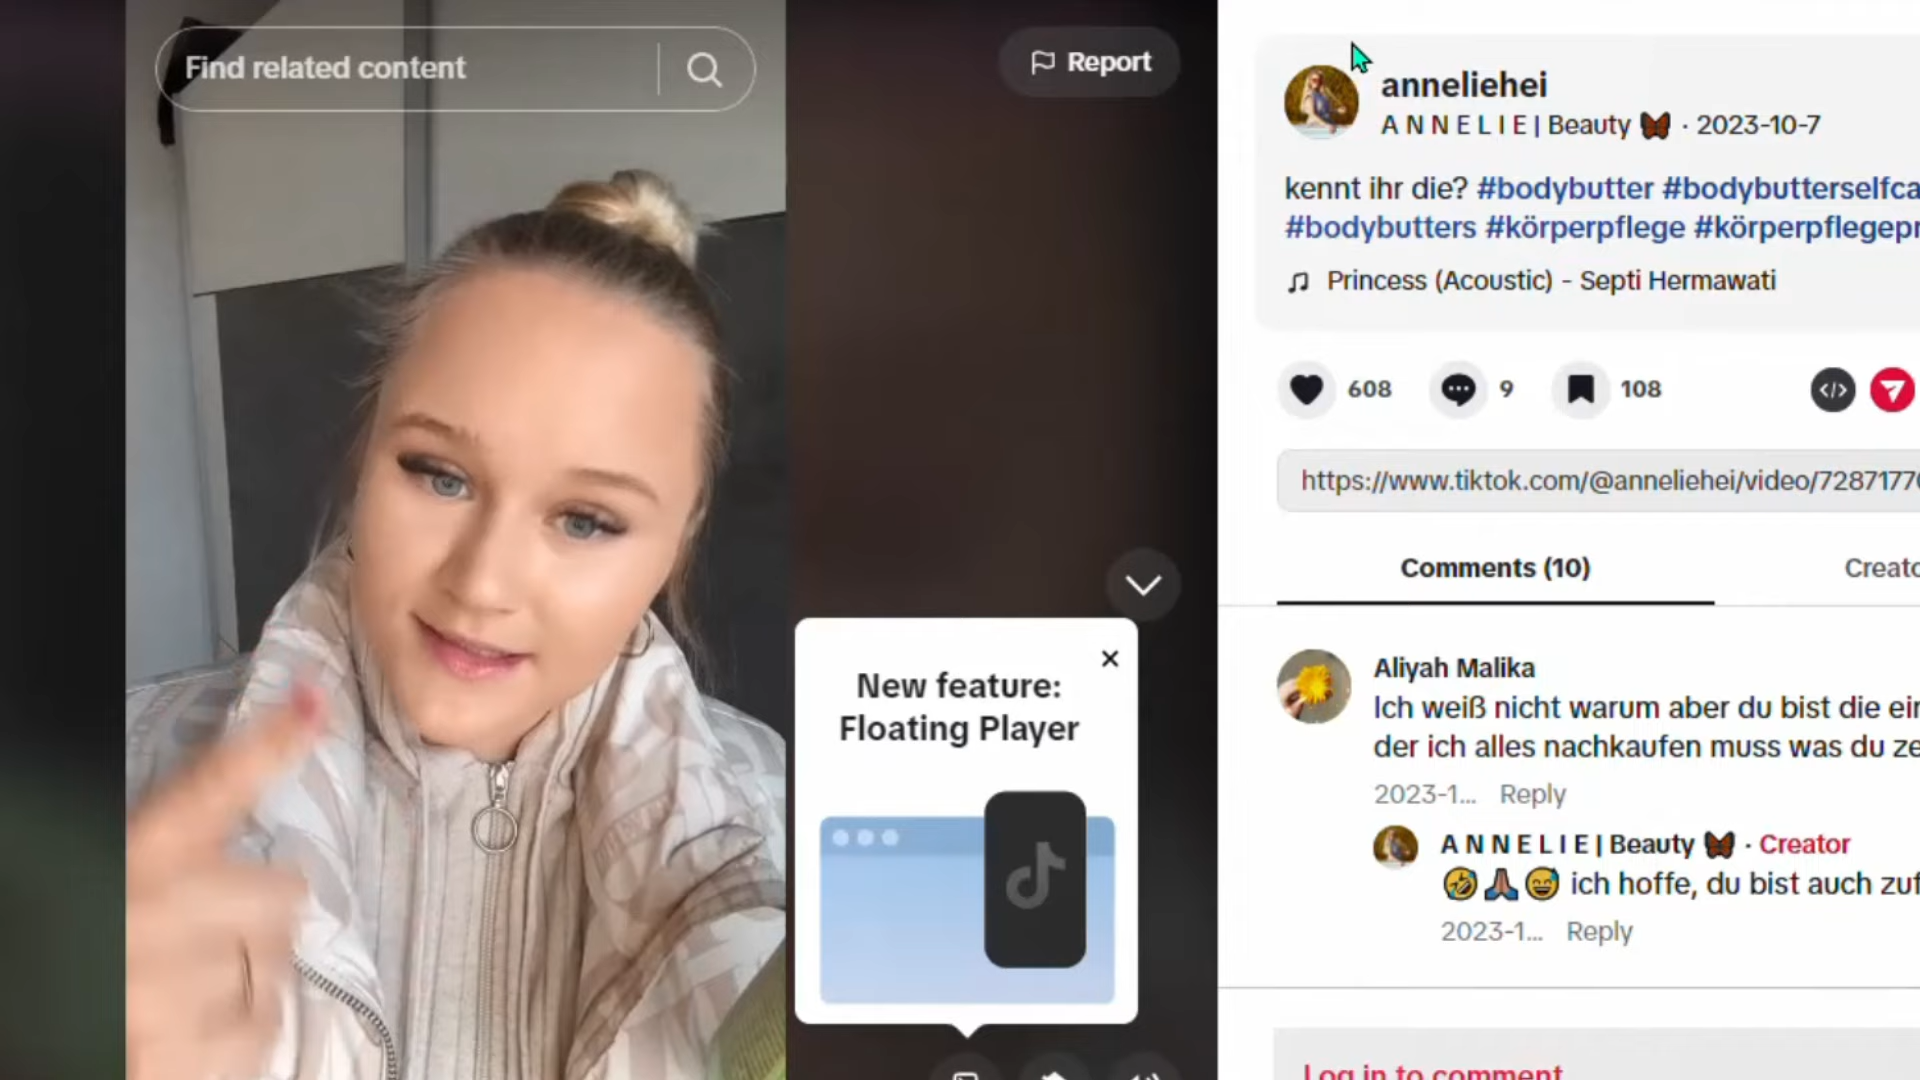 Find related content
Report
anneliehei
A N N E L I E | Beauty 🦋 · 2023-10-7
kennt ihr die? #bodybutter #bodybutterselfca
#bodybutters #körperpflege #körperpflegepr
Princess (Acoustic) - Septi Hermawati
608
9
108
https://www.tiktok.com/@anneliehei/video/7287177
Comments (10)
Creato
New feature:
Floating Player
Aliyah Malika
Ich weiß nicht warum aber du bist die ein
der ich alles nachkaufen muss was du ze
2023-1... Reply
A N N E L I E | Beauty 🦋 · Creator
🤣🙏🏽😅 ich hoffe, du bist auch zuf
2023-1... Reply
Log in to comment